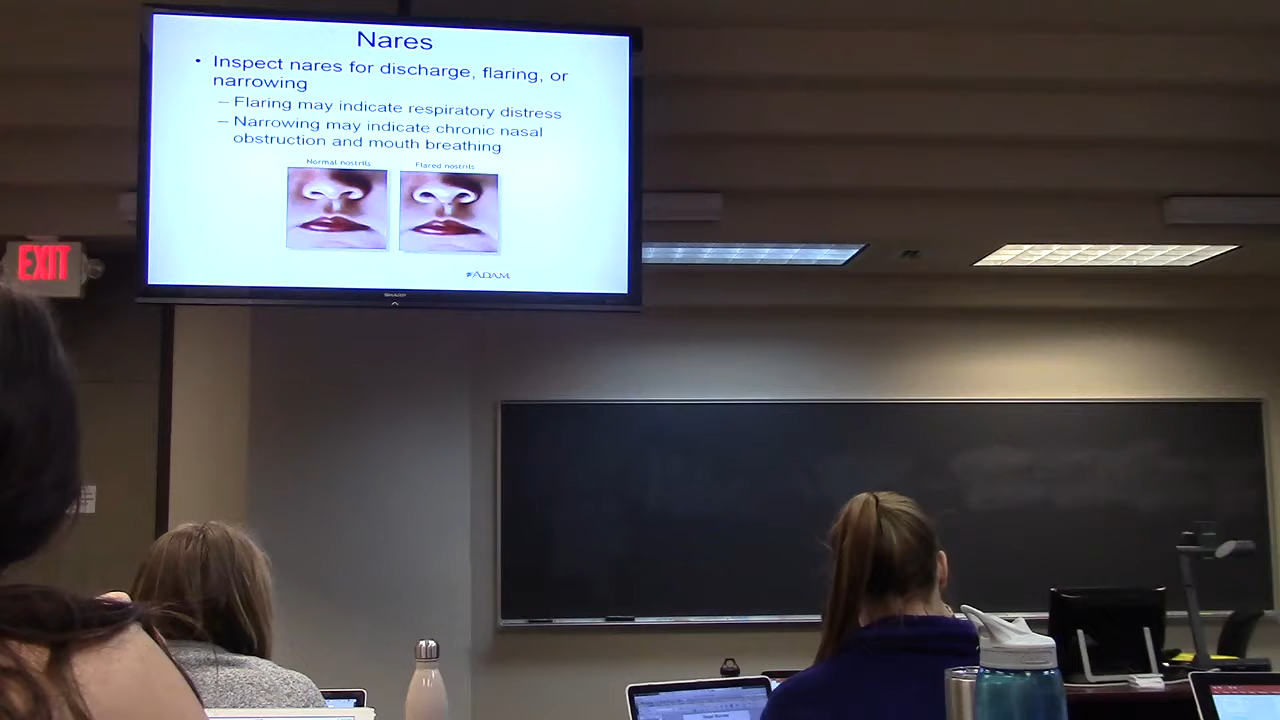 Nares
• Inspect nares for discharge, flaring, or
narrowing
– Flaring may indicate respiratory distress
– Narrowing may indicate chronic nasal
obstruction and mouth breathing
Normal nostrils
Flared nostrils
ADAM
SHARP
EXIT